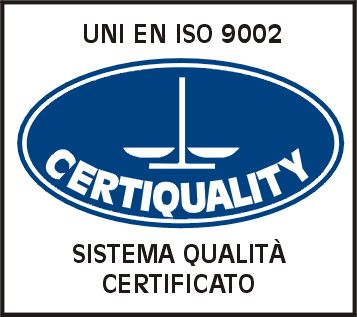 UNI EN ISO 9002
CERTIQUALITY
SISTEMA QUALITÀ
CERTIFICATO